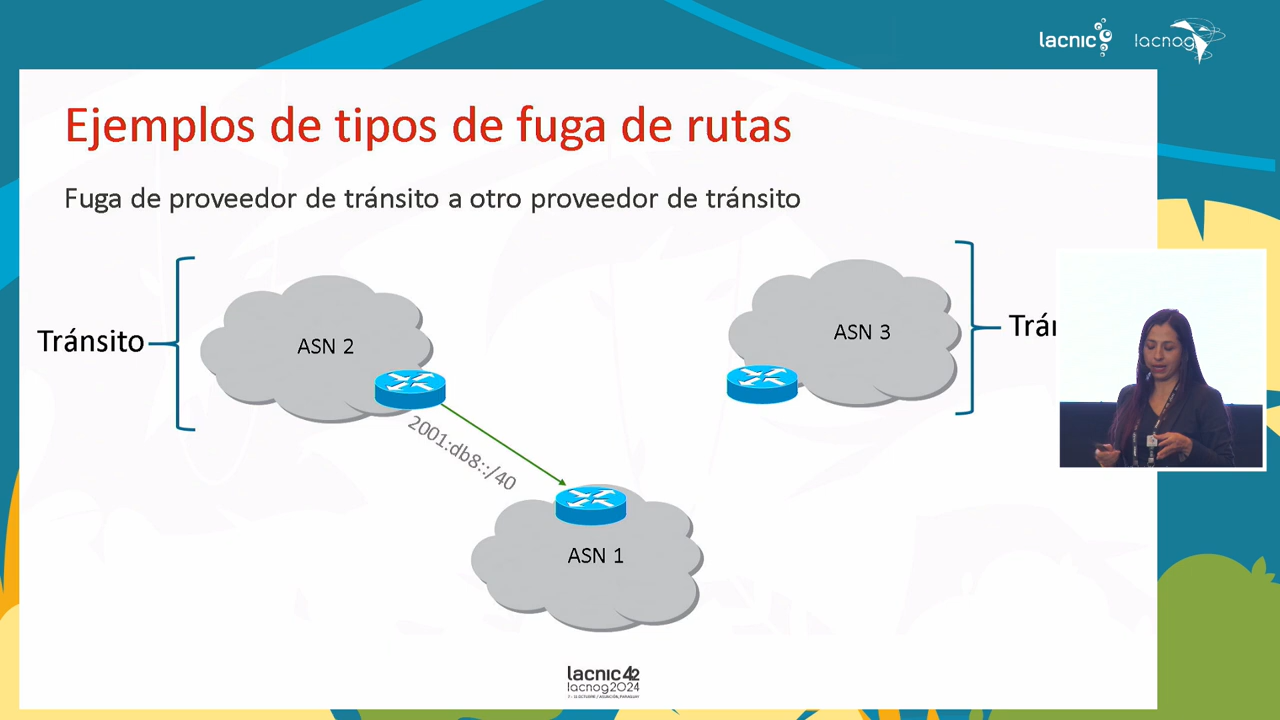 lacnic
lacnog
Ejemplos de tipos de fuga de rutas
Fuga de proveedor de tránsito a otro proveedor de tránsito
Tránsito
ASN 2
ASN 3
2001:db8::/40
ASN 1
lacnic 42
lacnog2024